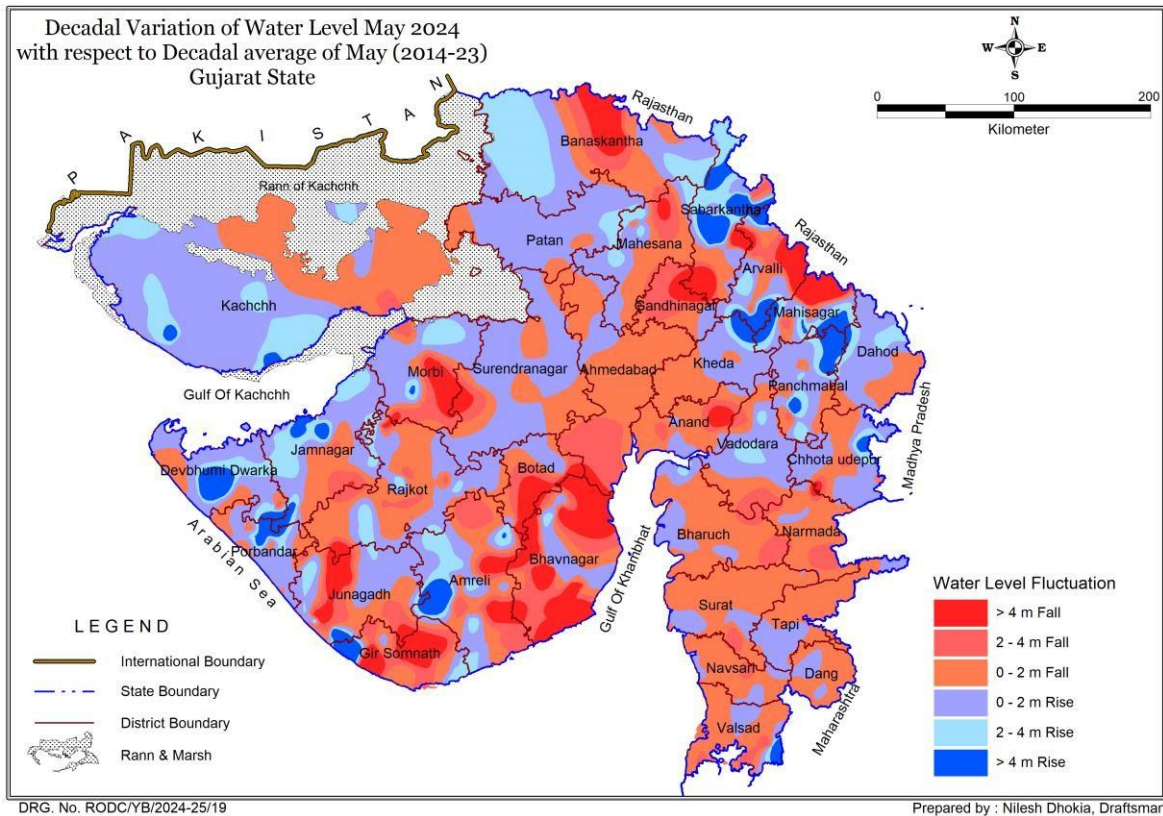 Decadal Variation of Water Level May 2024
with respect to Decadal average of May (2014-23)
Gujarat State
N
W E
S
0 100 200
Kilometer
PAKISTAN
Rajasthan
Banaskantha
Rann of Kachchh
Sabarkantha
Patan
Mahesana
Rajasthan
Arvalli
Kachchh
Gandhinagar
Mahisagar
Dahod
Morbi
Surendranagar
Ahmedabad
Kheda
Panchmahal
Gulf Of Kachchh
Anand
Vadodara
Madhya Pradesh
Jamnagar
Chhota udepur
Devbhumi Dwarka
Botad
Rajkot
Arabian Sea
Bharuch
Narmada
Porbandar
Bhavnagar
Gulf Of Khambhat
Junagadh
Amreli
Surat
Tapi
Gir Somnath
Navsari
Dang
Maharashtra
Valsad
LEGEND
International Boundary
State Boundary
District Boundary
Rann & Marsh
Water Level Fluctuation
> 4 m Fall
2 - 4 m Fall
0 - 2 m Fall
0 - 2 m Rise
2 - 4 m Rise
> 4 m Rise
DRG. No. RODC/YB/2024-25/19
Prepared by : Nilesh Dhokia, Draftsman